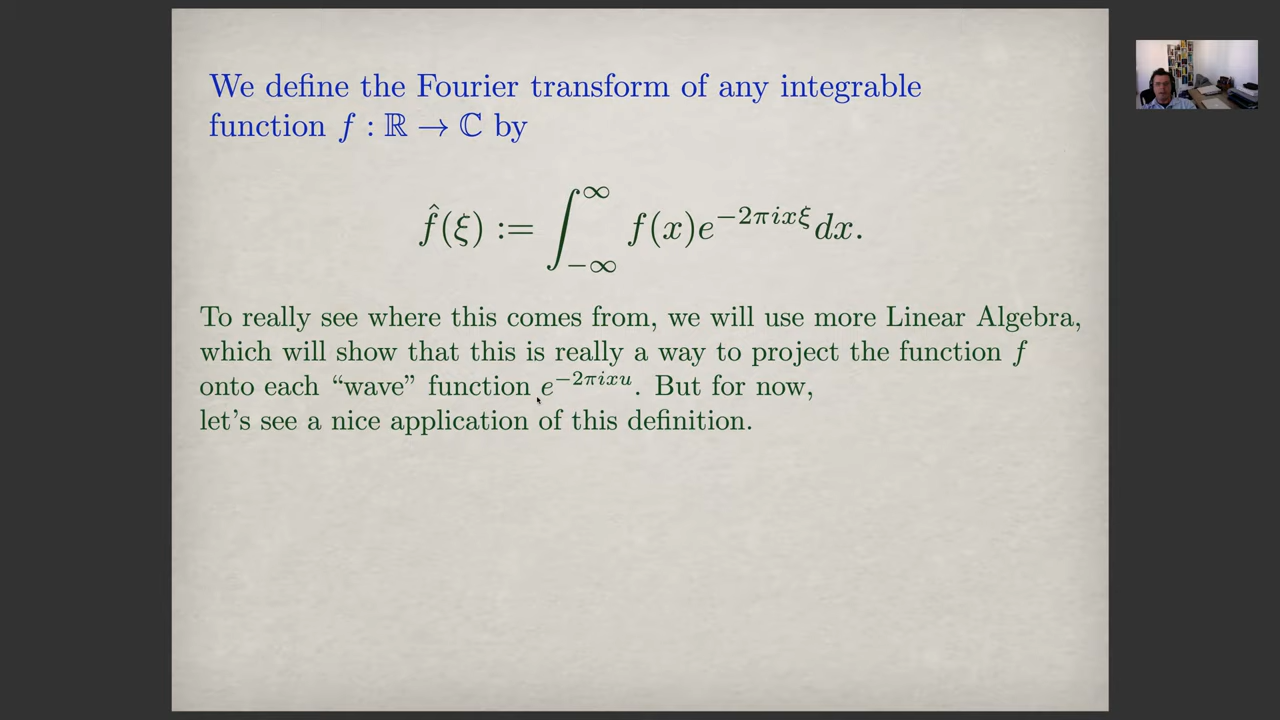 We define the Fourier transform of any integrable
function f : ℝ → ℂ by
f̂(ξ) := ∫_{-∞}^{∞} f(x)e^{-2πixξ}dx.
To really see where this comes from, we will use more Linear Algebra,
which will show that this is really a way to project the function f
onto each “wave” function e^{-2πixu}. But for now,
let’s see a nice application of this definition.